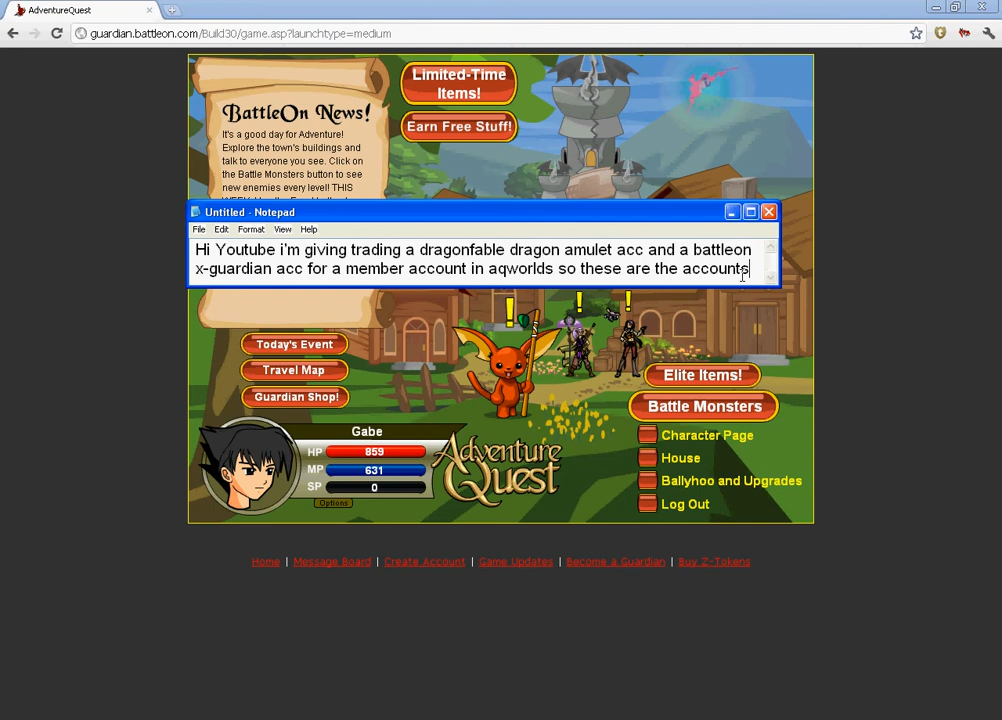 AdventureQuest
guardian.battleon.com/Build30/game.asp?launchtype=medium
BattleOn News!
It's a good day for Adventure!
Explore the town's buildings and
talk to everyone you see. Click on
the Battle Monsters button to see
new enemies every level! THIS
Limited-Time
Items!
Earn Free Stuff!
Untitled - Notepad
File Edit Format View Help
Hi Youtube i'm giving trading a dragonfable dragon amulet acc and a battleon
x-guardian acc for a member account in aqworlds so these are the accounts
Today's Event
Travel Map
Guardian Shop!
Elite Items!
Battle Monsters
Character Page
House
Ballyhoo and Upgrades
Log Out
Gabe
HP 859
MP 631
SP 0
Options
Adventure
Quest
Home | Message Board | Create Account | Game Updates | Become a Guardian | Buy Z-Tokens